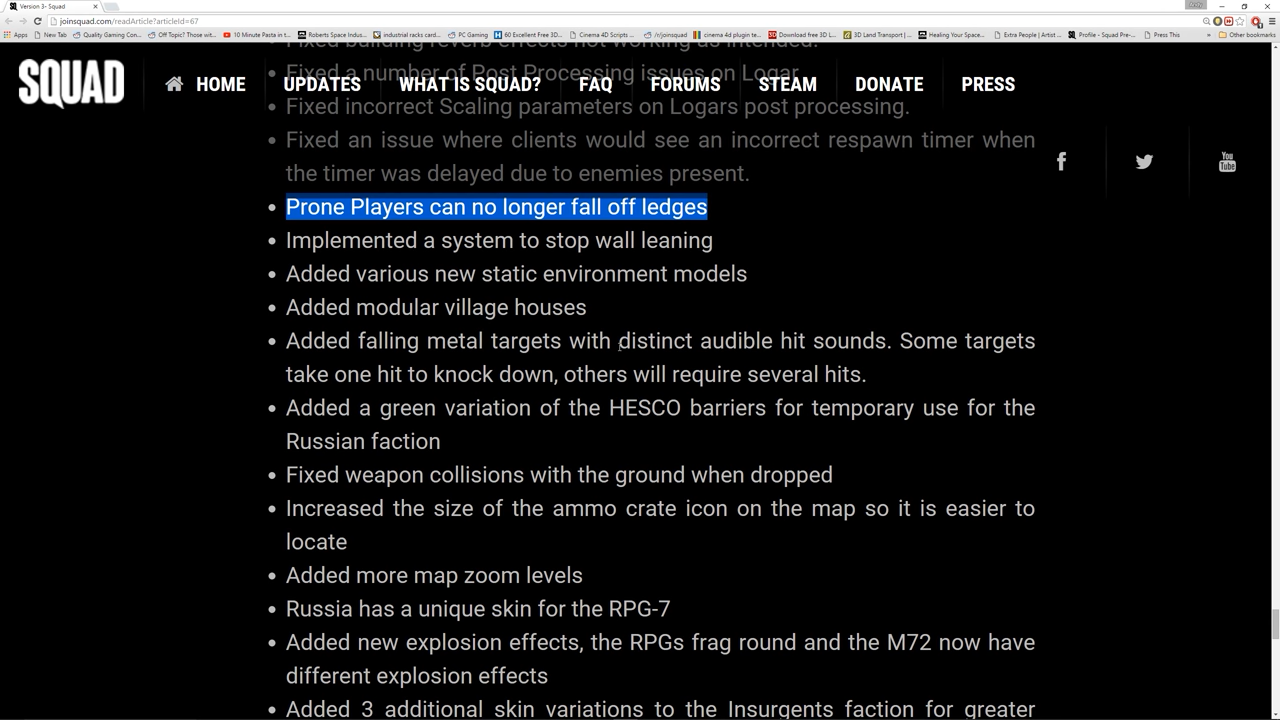 Version 3- Squad
joinsquad.com/readArticle?articleId=67
Apps New Tab Quality Gaming Con... Off Topic? Those wit... 10 Minute Pasta in t... Roberts Space Indus... industrial racks card... PC Gaming 60 Excellent Free 3D... Cinema 4D Scripts ... /r/joinsquad cinema 4d plugin te... Download free 3D L... 3D Land Transport | ... Healing Your Space... Extra People | Artist ... Profile - Squad Pre-... Press This » Other bookmarks
Fixed building reverb effects not working as intended.
Fixed a number of Post Processing issues on Logar
SQUAD HOME UPDATES WHAT IS SQUAD? FAQ FORUMS STEAM DONATE PRESS
Fixed incorrect Scaling parameters on Logars post processing.
Fixed an issue where clients would see an incorrect respawn timer when
the timer was delayed due to enemies present.
f
You
Tube
Prone Players can no longer fall off ledges
Implemented a system to stop wall leaning
Added various new static environment models
Added modular village houses
Added falling metal targets with distinct audible hit sounds. Some targets
take one hit to knock down, others will require several hits.
Added a green variation of the HESCO barriers for temporary use for the
Russian faction
Fixed weapon collisions with the ground when dropped
Increased the size of the ammo crate icon on the map so it is easier to
locate
Added more map zoom levels
Russia has a unique skin for the RPG-7
Added new explosion effects, the RPGs frag round and the M72 now have
different explosion effects
Added 3 additional skin variations to the Insurgents faction for greater